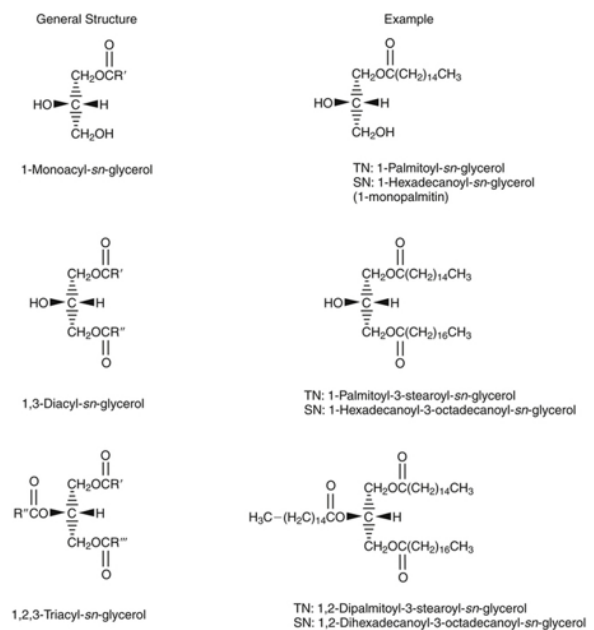 General Structure
Example
O
CH₂OCR′
HO C H
CH₂OH
1-Monoacyl-sn-glycerol
O
CH₂OC(CH₂)₁₄CH₃
HO C H
CH₂OH
TN: 1-Palmitoyl-sn-glycerol
SN: 1-Hexadecanoyl-sn-glycerol
(1-monopalmitin)
O
CH₂OCR′
HO C H
CH₂OCR″
O
1,3-Diacyl-sn-glycerol
O
CH₂OC(CH₂)₁₄CH₃
HO C H
CH₂OC(CH₂)₁₆CH₃
O
TN: 1-Palmitoyl-3-stearoyl-sn-glycerol
SN: 1-Hexadecanoyl-3-octadecanoyl-sn-glycerol
O
O
CH₂OCR′
R″CO C H
CH₂OCR‴
O
1,2,3-Triacyl-sn-glycerol
O
O
CH₂OC(CH₂)₁₄CH₃
H₃C–(H₂C)₁₄CO C H
CH₂OC(CH₂)₁₆CH₃
O
TN: 1,2-Dipalmitoyl-3-stearoyl-sn-glycerol
SN: 1,2-Dihexadecanoyl-3-octadecanoyl-sn-glycerol